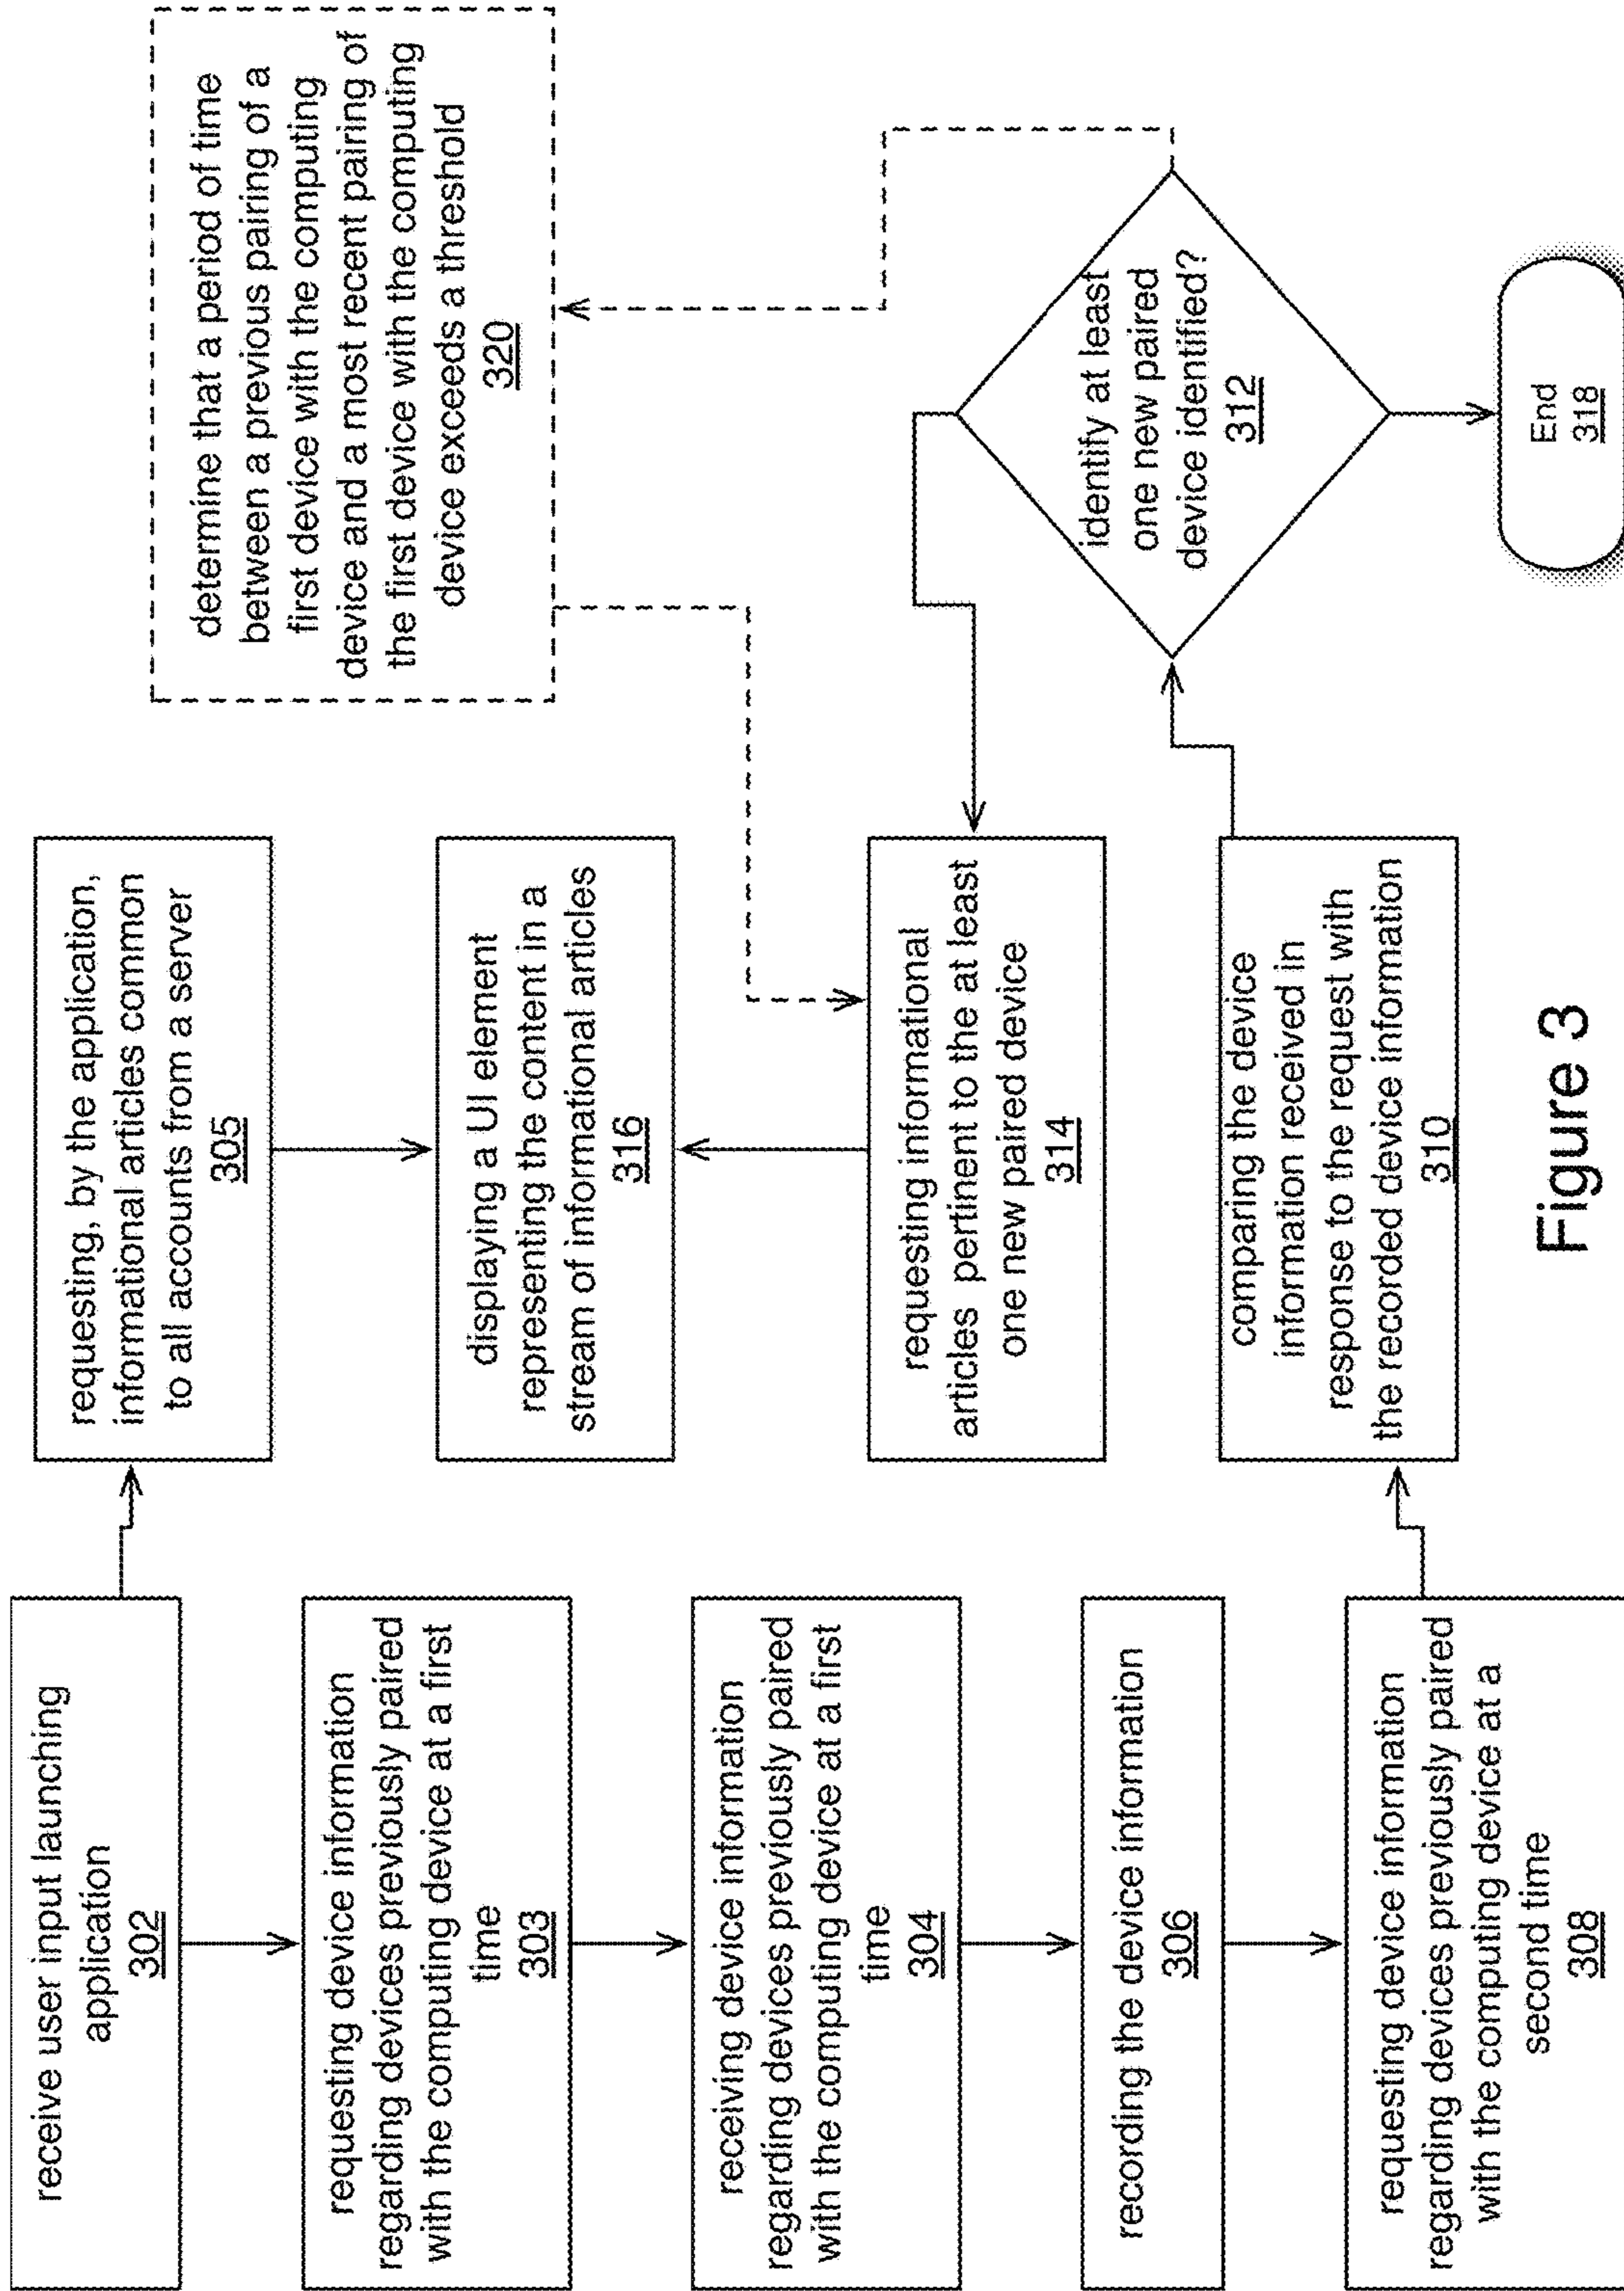 receive user input launching
application
302
requesting device information
regarding devices previously paired
with the computing device at a first
time
303
receiving device information
regarding devices previously paired
with the computing device at a first
time
304
recording the device information
306
requesting device information
regarding devices previously paired
with the computing device at a
second time
308
requesting, by the application,
informational articles common
to all accounts from a server
305
displaying a UI element
representing the content in a
stream of informational articles
316
requesting informational
articles pertinent to the at least
one new paired device
314
comparing the device
information received in
response to the request with
the recorded device information
310
determine that a period of time
between a previous pairing of a
first device with the computing
device and a most recent pairing of
the first device with the computing
device exceeds a threshold
320
identify at least
one new paired
device identified?
312
End
318
Figure 3